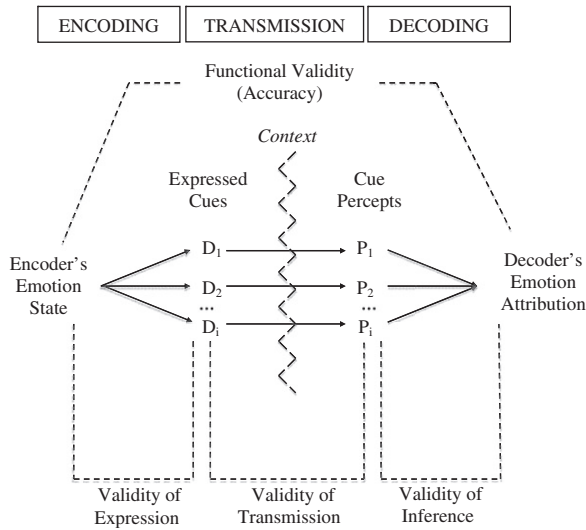 ENCODING TRANSMISSION DECODING
Functional Validity
(Accuracy)
Context
Expressed
Cues
Cue
Percepts
Encoder's
Emotion
State
D1 P1
D2 P2
... ...
Di Pi
Decoder's
Emotion
Attribution
Validity of
Expression
Validity of
Transmission
Validity of
Inference